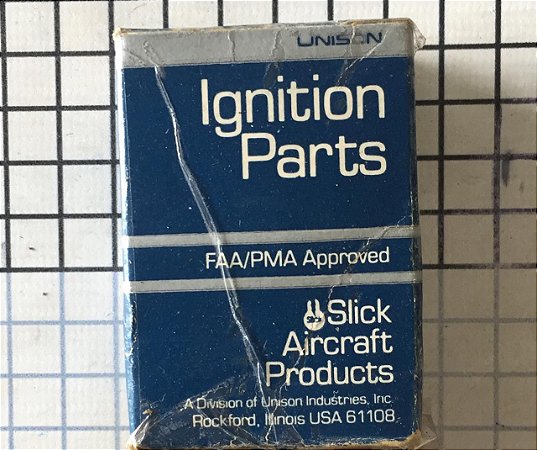 UNISON
Ignition
Parts
FAA/PMA Approved
Slick
Aircraft
Products
A Division of Unison Industries, Inc.
Rockford, Illinois USA 61108